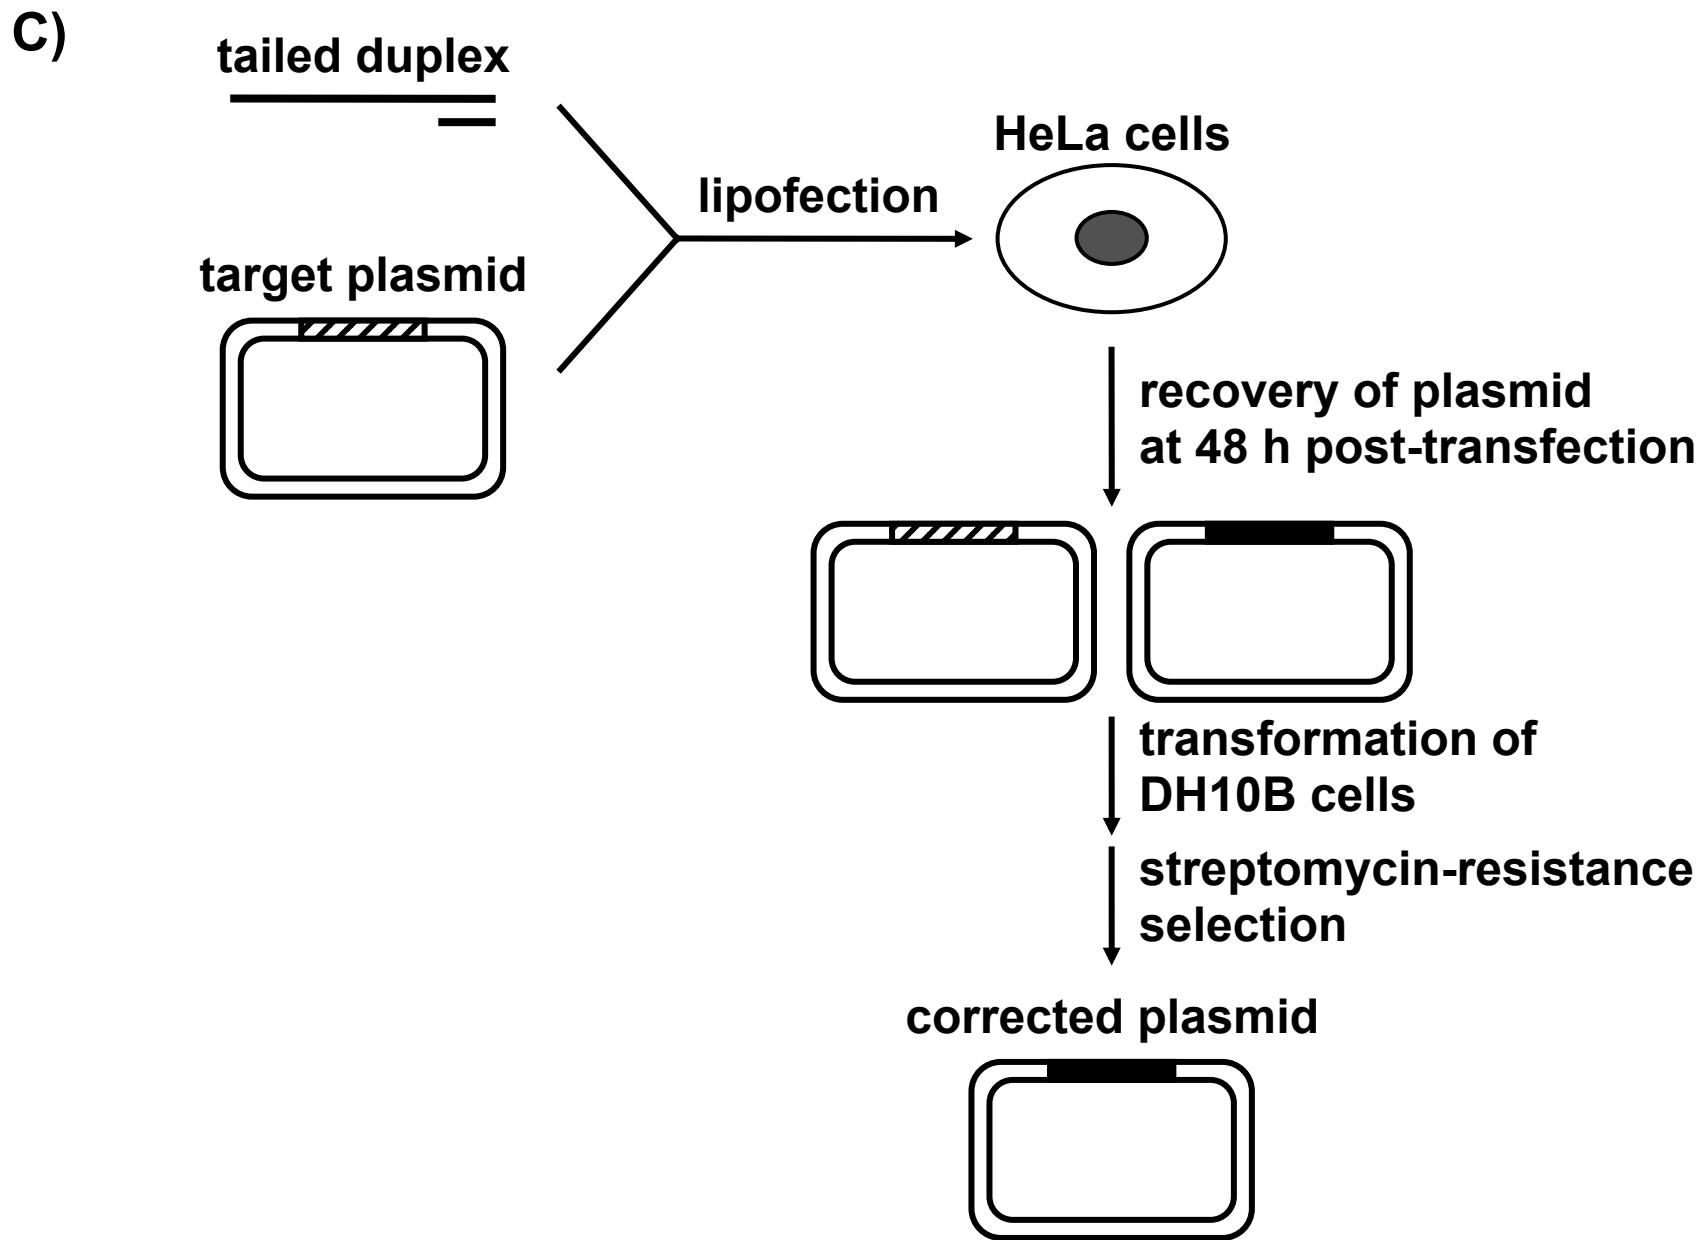 C)
tailed duplex
HeLa cells
lipofection
target plasmid
recovery of plasmid
at 48 h post-transfection
transformation of
DH10B cells
streptomycin-resistance
selection
corrected plasmid